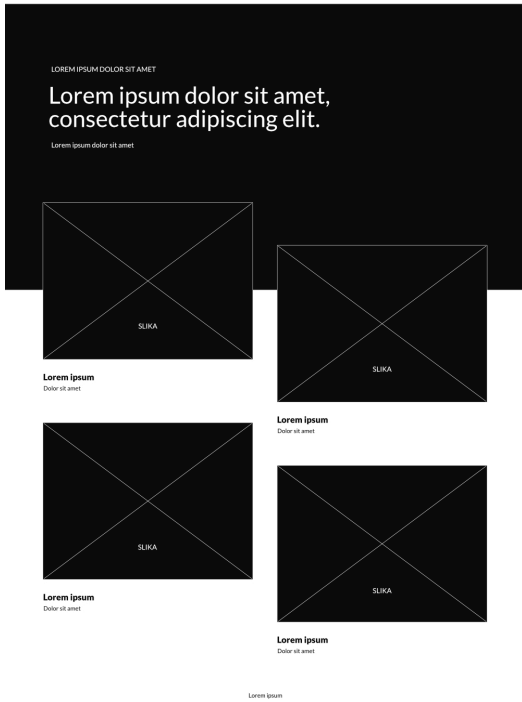 LOREM IPSUM DOLOR SIT AMET
Lorem ipsum dolor sit amet,
consectetur adipiscing elit.
Lorem ipsum dolor sit amet
SLIKA
Lorem ipsum
Dolor sit amet
SLIKA
Lorem ipsum
Dolor sit amet
SLIKA
Lorem ipsum
Dolor sit amet
SLIKA
Lorem ipsum
Dolor sit amet
Lorem ipsum